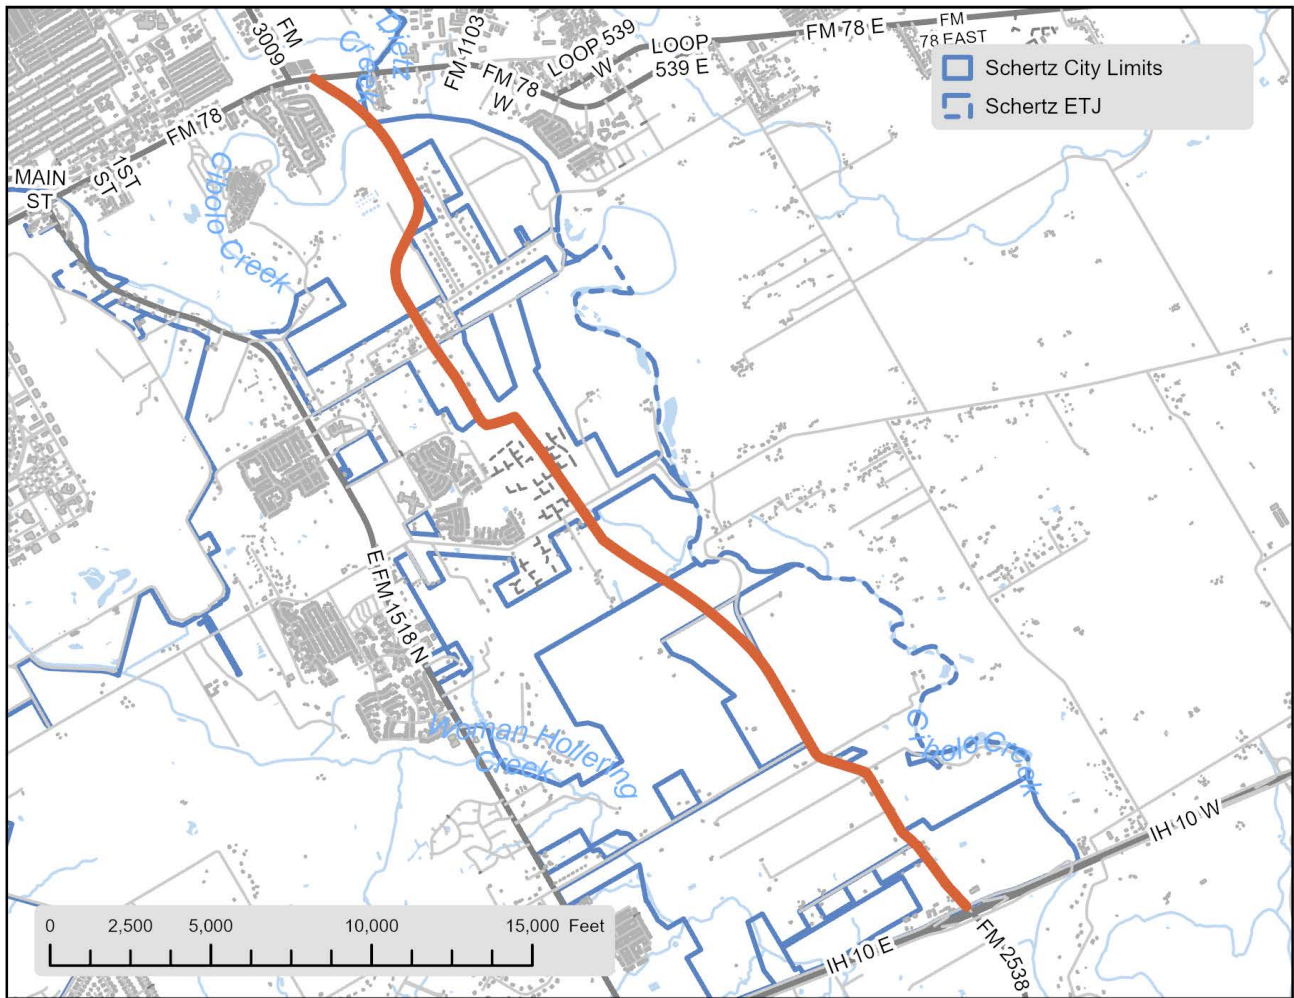 FM
3009
Dietz
Creek
FM 1103
LOOP 539
W
LOOP
539 E
FM 78 E
FM
78 EAST
Schertz City Limits
Schertz ETJ
FM 78
W
FM 78
1ST
ST
MAIN
ST
Cibolo
Creek
E FM 1518 N
Woman Hollering
Creek
Cibolo Creek
IH 10 W
IH 10 E
FM 2538
0 2,500 5,000 10,000 15,000 Feet